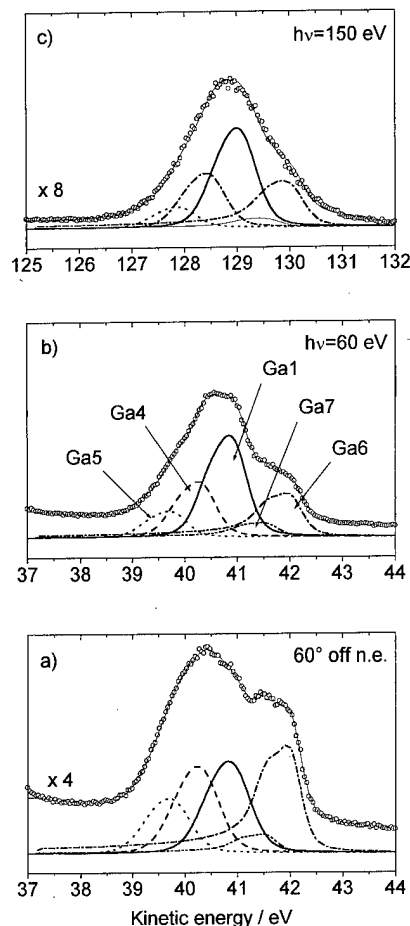 c)
hν=150 eV
x 8
125 126 127 128 129 130 131 132
b)
hν=60 eV
Ga1
Ga4
Ga7
Ga5
Ga6
37 38 39 40 41 42 43 44
a)
60° off n.e.
x 4
37 38 39 40 41 42 43 44
Kinetic energy / eV